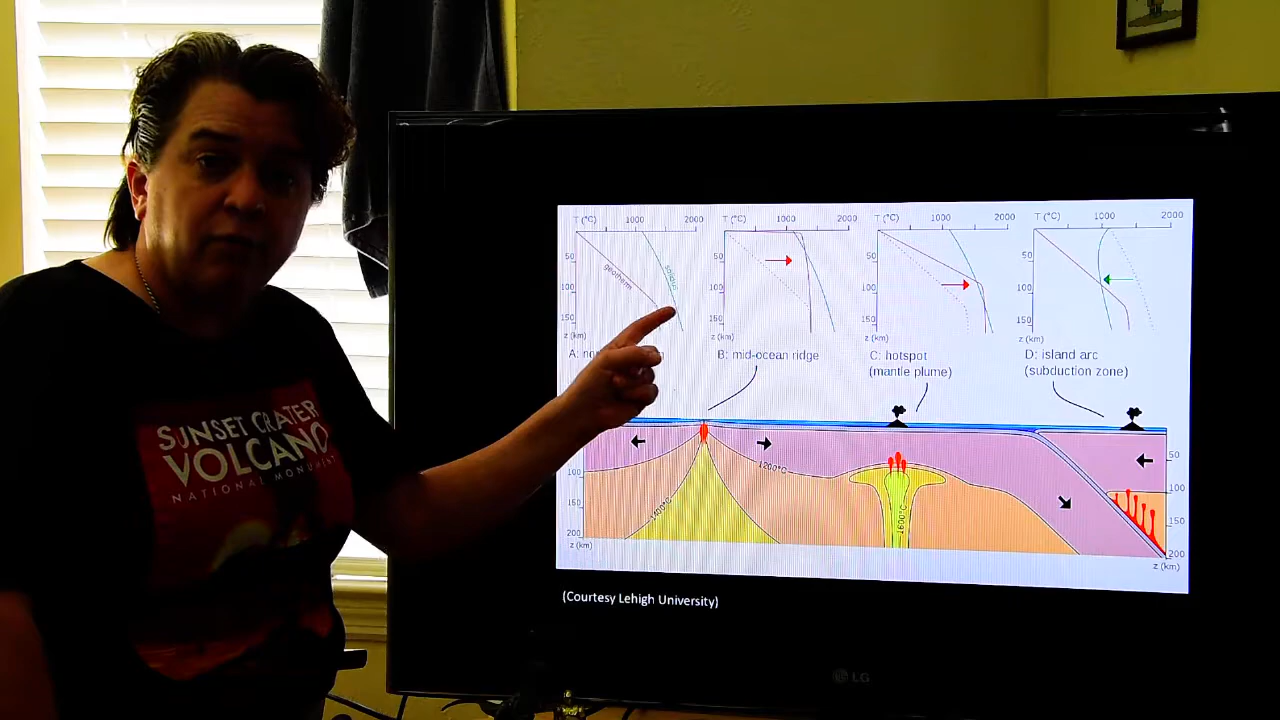 SUNSET CRATER
VOLCANO
NATIONAL MONUMENT
T (°C) 1000 2000
50
100
150
z (km)
geotherm
solidus
T (°C) 1000 2000
50
100
150
z (km)
T (°C) 1000 2000
50
100
150
z (km)
T (°C) 1000 2000
50
100
150
z (km)
A:
B: mid-ocean ridge
C: hotspot
(mantle plume)
D: island arc
(subduction zone)
100
150
200
z (km)
1400°C
1200°C
1600°C
50
100
150
200
z (km)
(Courtesy Lehigh University)
LG